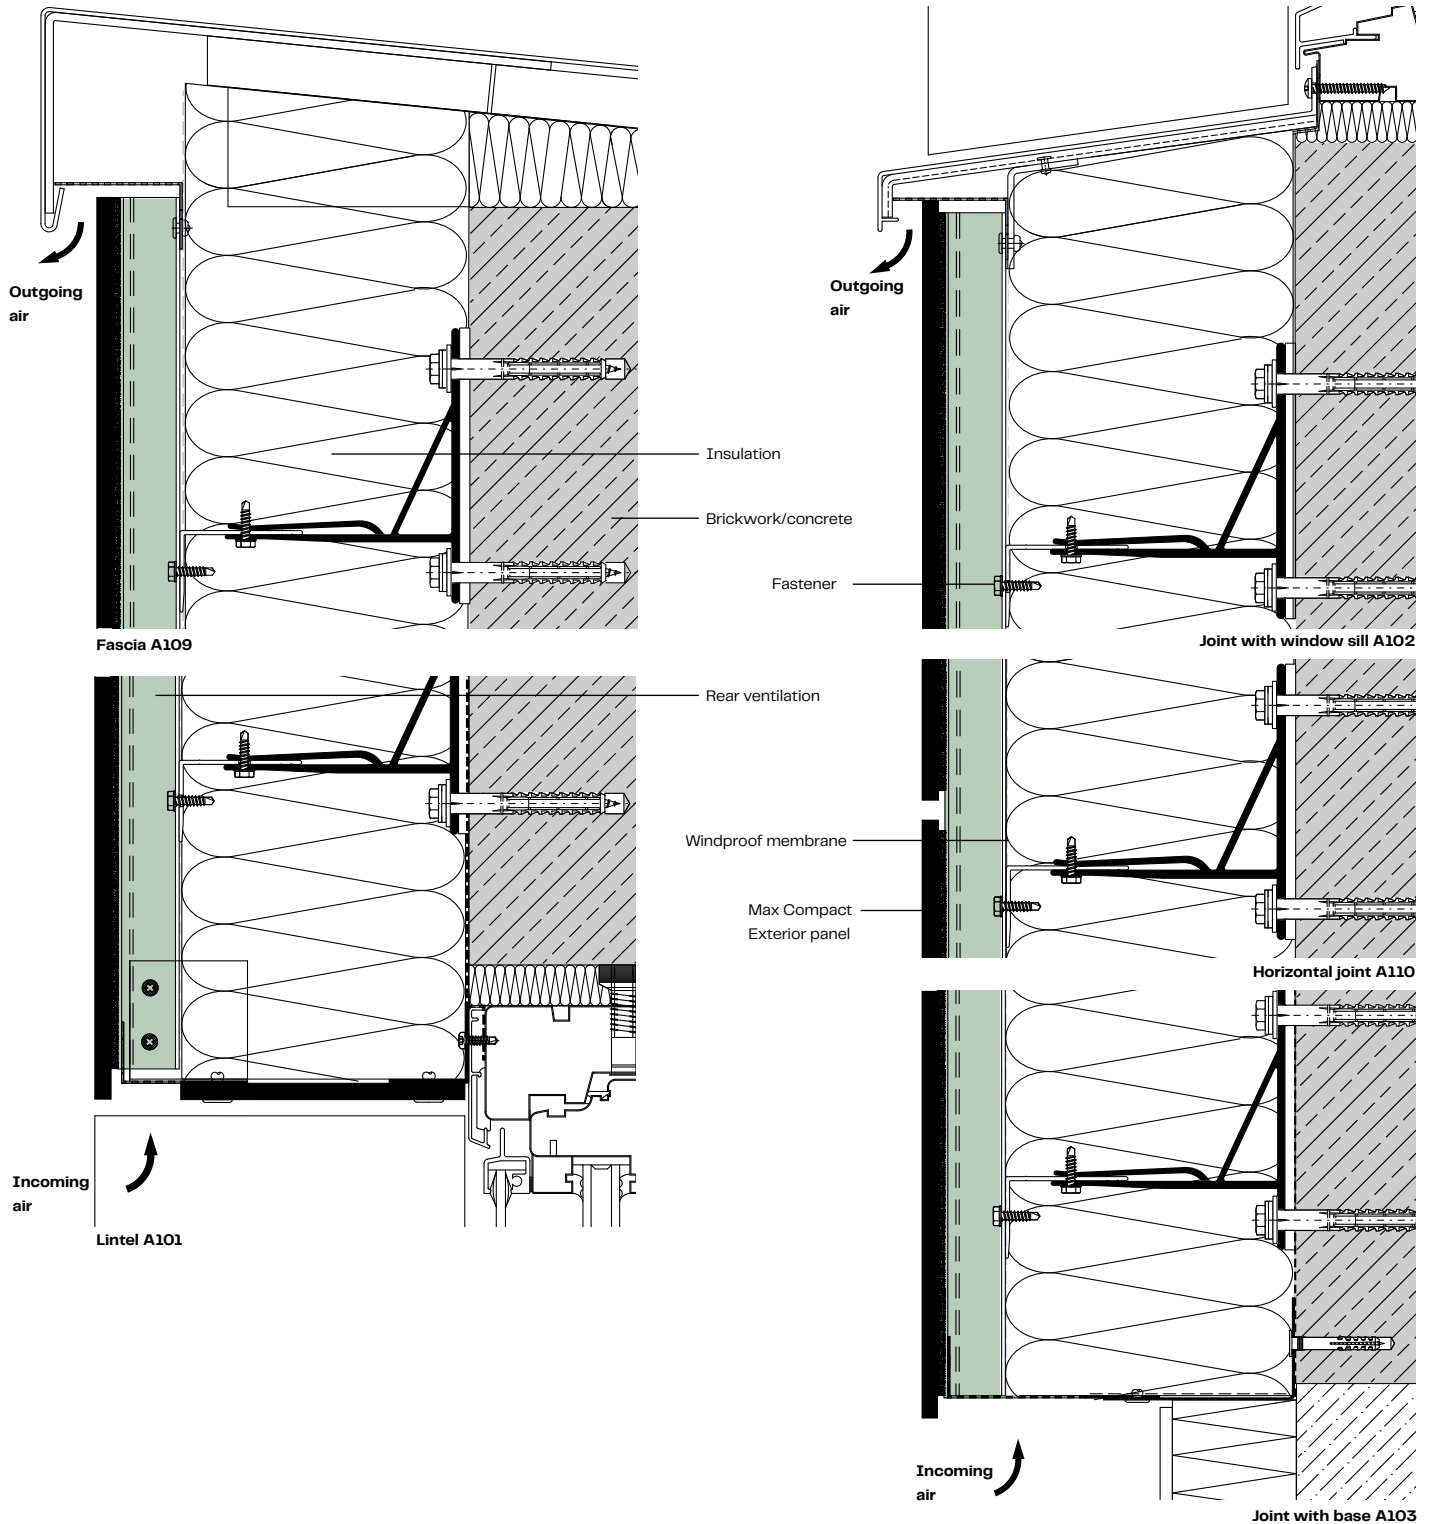 Outgoing
air
Outgoing
air
Insulation
Brickwork/concrete
Fastener
Fascia A109
Joint with window sill A102
Rear ventilation
Windproof membrane
Max Compact
Exterior panel
Horizontal joint A110
Incoming
air
Lintel A101
Incoming
air
Joint with base A103